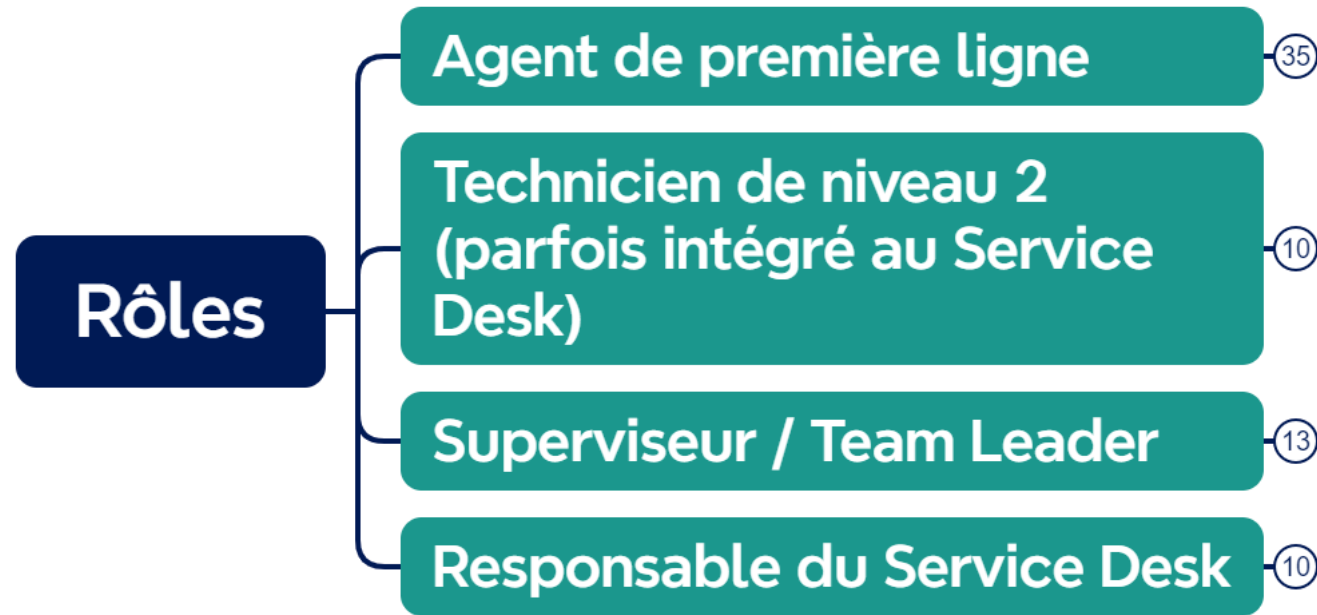 Agent de première ligne
35
Technicien de niveau 2
(parfois intégré au Service
Desk)
10
Rôles
Superviseur / Team Leader
13
Responsable du Service Desk
10